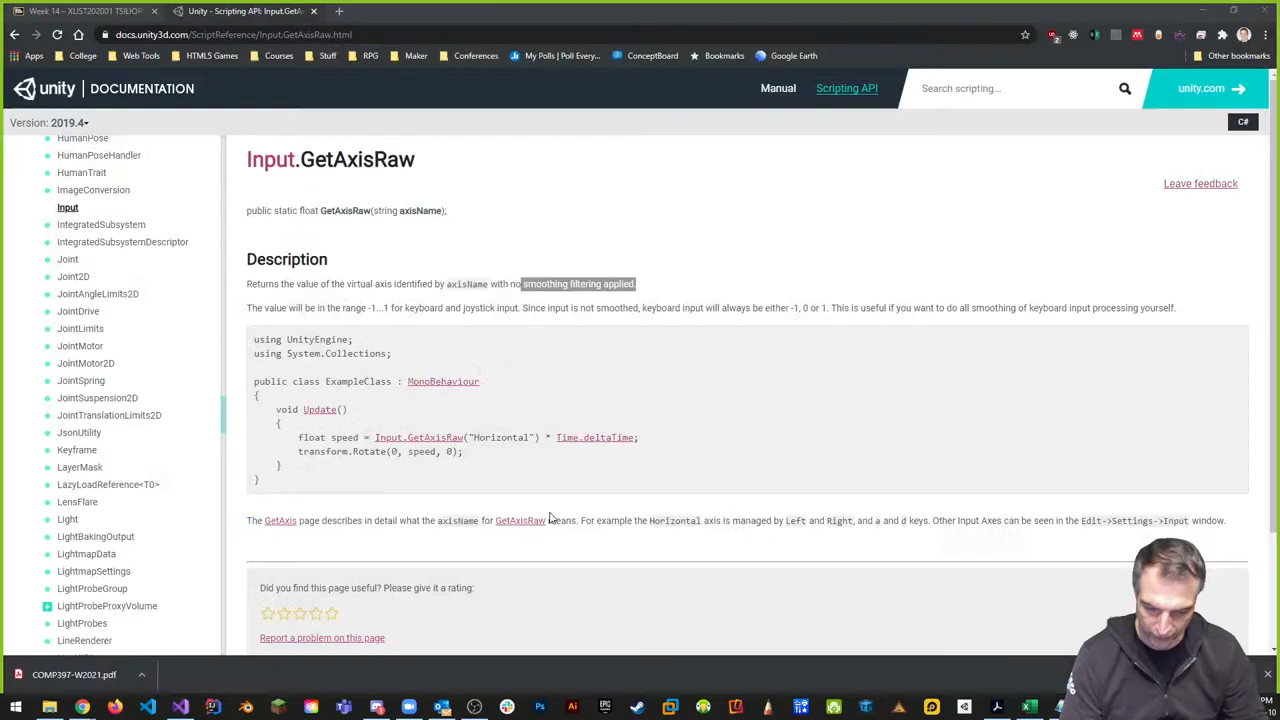 Week 14 – XLIST202001 TSILIOP
Unity - Scripting API: Input.GetA
docs.unity3d.com/ScriptReference/Input.GetAxisRaw.html
Apps
College
Web Tools
HTML5 Games
Courses
Stuff
RPG
Maker
Conferences
My Polls | Poll Eve...
ConceptBoard
Bookmarks
Google Earth
Other bookmarks
unity | DOCUMENTATION
Manual
Scripting API
Search scripting...
unity.com
Version: 2019.4
C#
HumanPose
HumanPoseHandler
HumanTrait
ImageConversion
Input
IntegratedSubsystem
IntegratedSubsystemDescriptor
Joint
Joint2D
JointAngleLimits2D
JointDrive
JointLimits
JointMotor
JointMotor2D
JointSpring
JointSuspension2D
JointTranslationLimits2D
JsonUtility
Keyframe
LayerMask
LazyLoadReference<T0>
LensFlare
Light
LightBakingOutput
LightmapData
LightmapSettings
LightProbeGroup
LightProbeProxyVolume
LightProbes
LineRenderer
Input.GetAxisRaw
Leave feedback
public static float GetAxisRaw(string axisName);
Description
Returns the value of the virtual axis identified by axisName with no smoothing filtering applied.
The value will be in the range -1...1 for keyboard and joystick input. Since input is not smoothed, keyboard input will always be either -1, 0 or 1. This is useful if you want to do all smoothing of keyboard input processing yourself.
using UnityEngine;
using System.Collections;
public class ExampleClass : MonoBehaviour
{
void Update()
{
float speed = Input.GetAxisRaw("Horizontal") * Time.deltaTime;
transform.Rotate(0, speed, 0);
}
}
The GetAxis page describes in detail what the axisName for GetAxisRaw means. For example the Horizontal axis is managed by Left and Right, and a and d keys. Other Input Axes can be seen in the Edit->Settings->Input window.
Did you find this page useful? Please give it a rating:
Report a problem on this page
COMP397-W2021.pdf